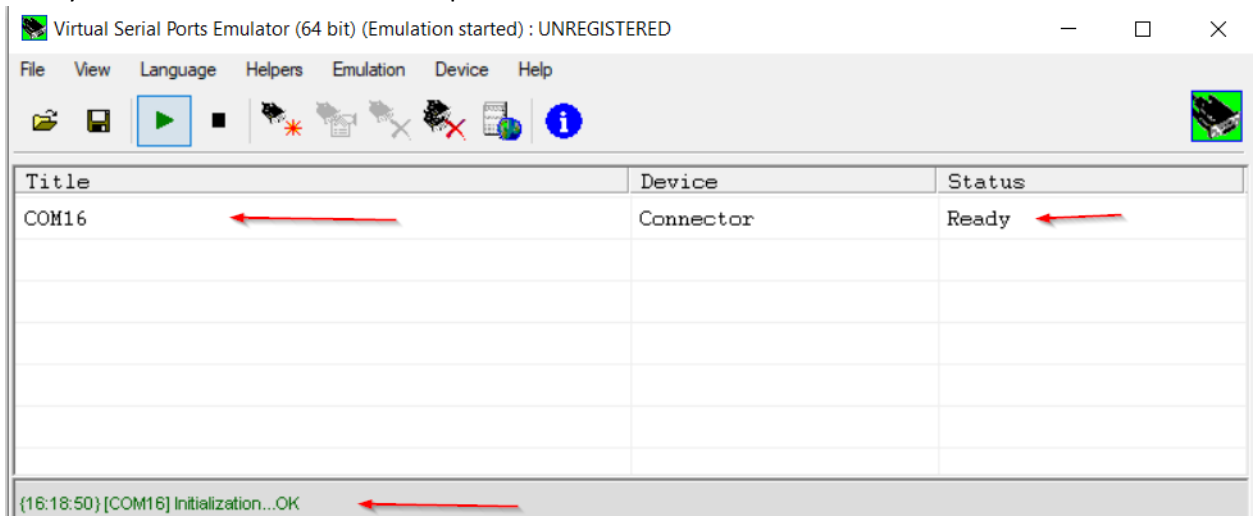 Virtual Serial Ports Emulator (64 bit) (Emulation started) : UNREGISTERED
File View Language Helpers Emulation Device Help
Title Device Status
COM16 Connector Ready
{16:18:50} [COM16] Initialization...OK